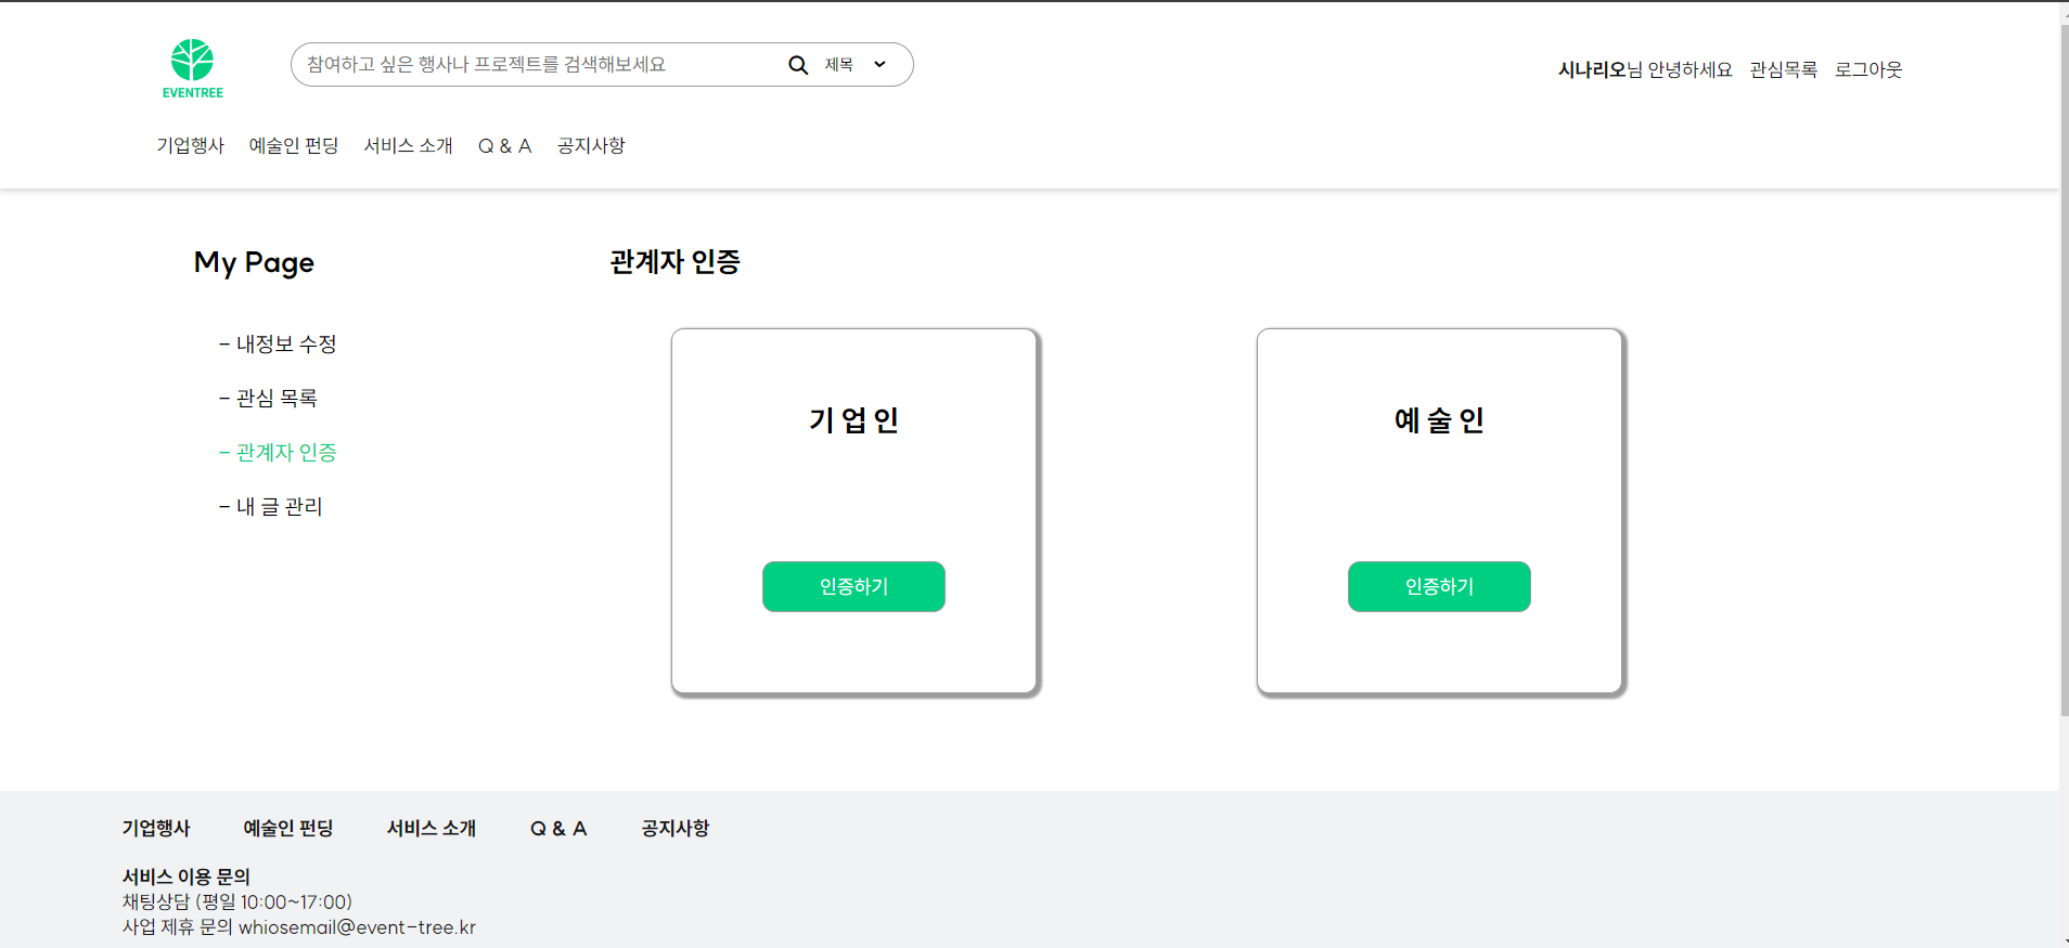 EVENTREE
참여하고 싶은 행사나 프로젝트를 검색해보세요 제목
시나리오님 안녕하세요 관심목록 로그아웃
기업행사 예술인 펀딩 서비스 소개 Q & A 공지사항
My Page
- 내정보 수정
- 관심 목록
- 관계자 인증
- 내 글 관리
관계자 인증
기 업 인
인증하기
예 술 인
인증하기
기업행사 예술인 펀딩 서비스 소개 Q & A 공지사항
서비스 이용 문의
채팅상담 (평일 10:00~17:00)
사업 제휴 문의 whiosemail@event-tree.kr